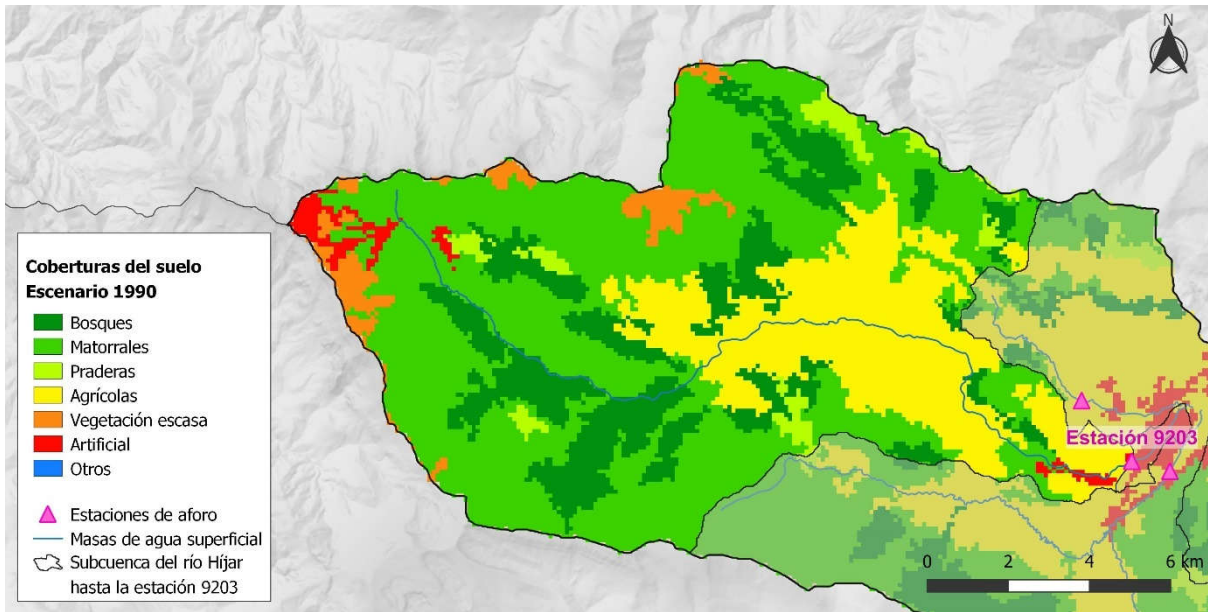 N
Coberturas del suelo
Escenario 1990
Bosques
Matorrales
Praderas
Agrícolas
Vegetación escasa
Artificial
Otros
Estaciones de aforo
Masas de agua superficial
Subcuenca del río Híjar
hasta la estación 9203
Estación 9203
0 2 4 6 km